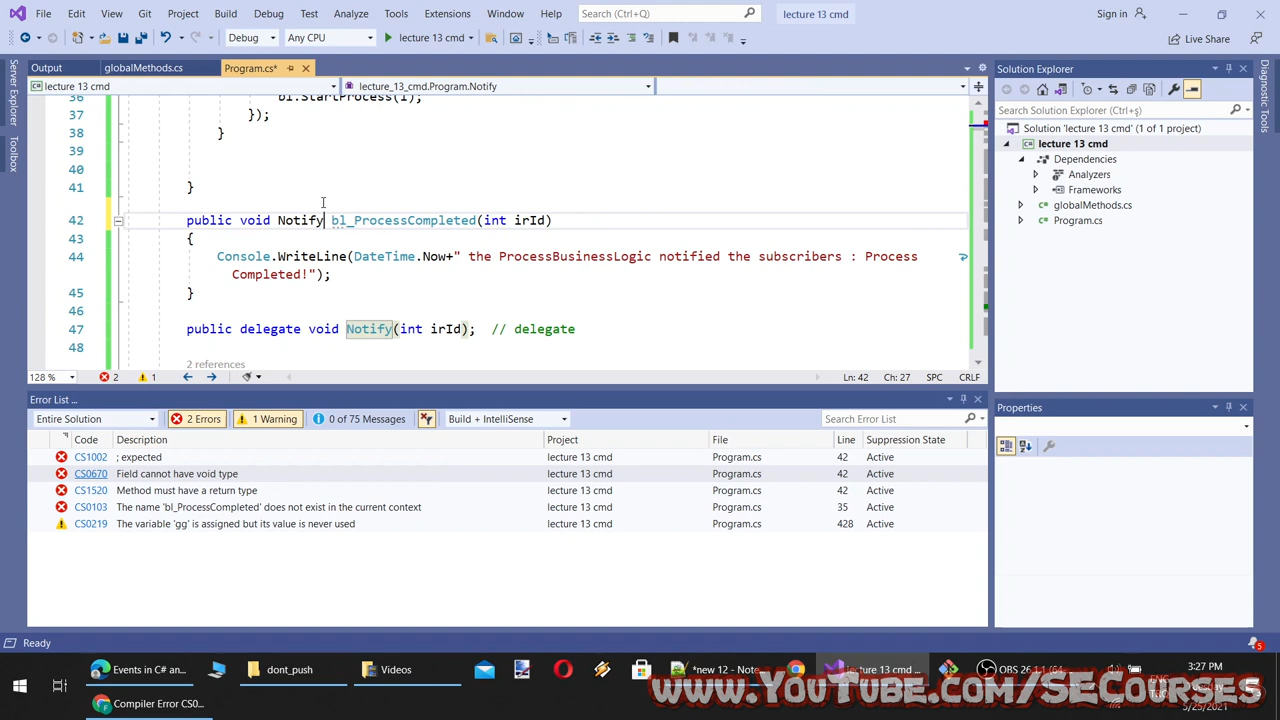 File Edit View Git Project Build Debug Test Analyze Tools Extensions Window Help Search (Ctrl+Q) lecture 13 cmd Sign in
Debug Any CPU lecture 13 cmd Live Share
Server Explorer
Toolbox
Output globalMethods.cs Program.cs*
lecture 13 cmd lecture_13_cmd.Program.Notify
36 bl.StartProcess(i);
37 });
38 }
39
40
41 }
42 public void Notify bl_ProcessCompleted(int irId)
43 {
44 Console.WriteLine(DateTime.Now+" the ProcessBusinessLogic notified the subscribers : Process
Completed!");
45 }
46
47 public delegate void Notify(int irId);  // delegate
48
2 references
128 % 2 1 Ln: 42 Ch: 27 SPC CRLF
Error List ...
Entire Solution 2 Errors 1 Warning 0 of 75 Messages Build + IntelliSense Search Error List
Code Description Project File Line Suppression State
CS1002 ; expected lecture 13 cmd Program.cs 42 Active
CS0670 Field cannot have void type lecture 13 cmd Program.cs 42 Active
CS1520 Method must have a return type lecture 13 cmd Program.cs 42 Active
CS0103 The name 'bl_ProcessCompleted' does not exist in the current context lecture 13 cmd Program.cs 35 Active
CS0219 The variable 'gg' is assigned but its value is never used lecture 13 cmd Program.cs 428 Active
Solution Explorer
Search Solution Explorer (Ctrl+ş)
Solution 'lecture 13 cmd' (1 of 1 project)
lecture 13 cmd
Dependencies
Analyzers
Frameworks
globalMethods.cs
Program.cs
Properties
Diagnostic Tools
Ready 5
Events in C# an... dont_push Videos *new 12 - Note... lecture 13 cmd ... OBS 26.1.1 (64... ENG 3:27 PM
Compiler Error CS0... 5/25/2021
www.YouTube.com/SECourses